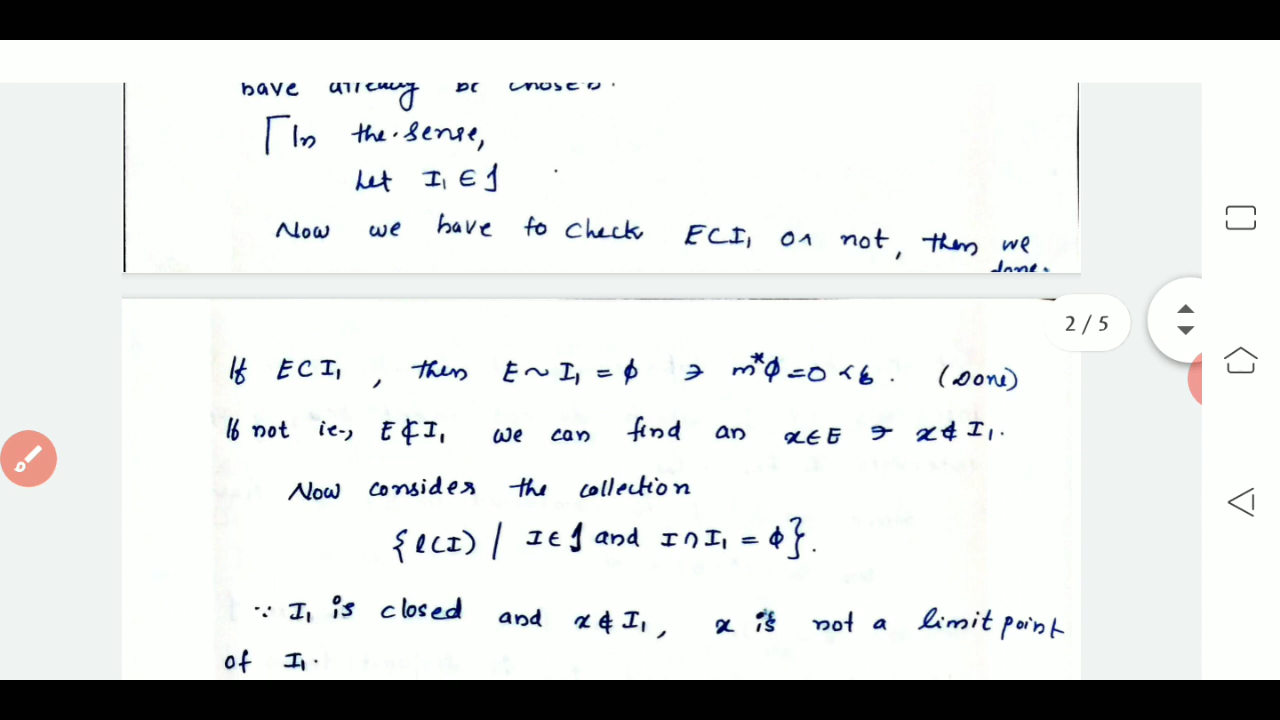 have already be chosen.
⌈In the sense,
Let I₁ ∈ 𝓘
Now we have to check E⊂I₁ or not, then we
done.
2 / 5
If E⊂I₁, then E~I₁ = ϕ ∋ m*ϕ=0<ϵ. (Done)
If not ie., E⊄I₁ we can find an x∈E ∋ x∉I₁.
Now consider the collection
{l(I) / I∈𝓘 and I∩I₁ = ϕ}.
∵ I₁ is closed and x∉I₁, x is not a limit point
of I₁.